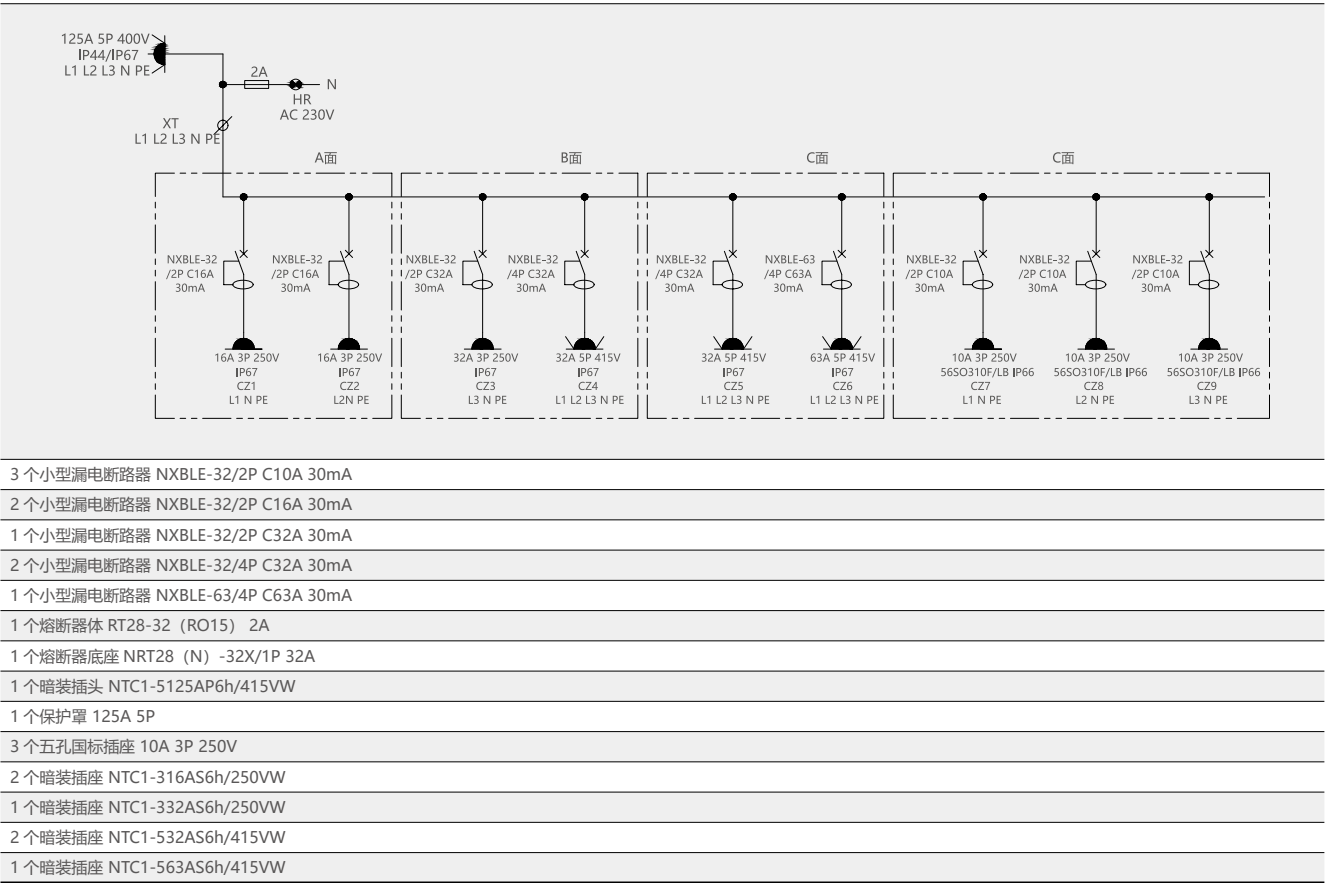 125A 5P 400V
IP44/IP67
L1 L2 L3 N PE
2A
N
HR
AC 230V
XT
L1 L2 L3 N PE
A面
B面
C面
C面
NXBLE-32
/2P C16A
30mA
NXBLE-32
/2P C16A
30mA
NXBLE-32
/2P C32A
30mA
NXBLE-32
/4P C32A
30mA
NXBLE-32
/4P C32A
30mA
NXBLE-63
/4P C63A
30mA
NXBLE-32
/2P C10A
30mA
NXBLE-32
/2P C10A
30mA
NXBLE-32
/2P C10A
30mA
16A 3P 250V
IP67
CZ1
L1 N PE
16A 3P 250V
IP67
CZ2
L2N PE
32A 3P 250V
IP67
CZ3
L3 N PE
32A 5P 415V
IP67
CZ4
L1 L2 L3 N PE
32A 5P 415V
IP67
CZ5
L1 L2 L3 N PE
63A 5P 415V
IP67
CZ6
L1 L2 L3 N PE
10A 3P 250V
56SO310F/LB IP66
CZ7
L1 N PE
10A 3P 250V
56SO310F/LB IP66
CZ8
L2 N PE
10A 3P 250V
56SO310F/LB IP66
CZ9
L3 N PE
3 个小型漏电断路器 NXBLE-32/2P C10A 30mA
2 个小型漏电断路器 NXBLE-32/2P C16A 30mA
1 个小型漏电断路器 NXBLE-32/2P C32A 30mA
2 个小型漏电断路器 NXBLE-32/4P C32A 30mA
1 个小型漏电断路器 NXBLE-63/4P C63A 30mA
1 个熔断器体 RT28-32（RO15） 2A
1 个熔断器底座 NRT28（N）-32X/1P 32A
1 个暗装插头 NTC1-5125AP6h/415VW
1 个保护罩 125A 5P
3 个五孔国标插座 10A 3P 250V
2 个暗装插座 NTC1-316AS6h/250VW
1 个暗装插座 NTC1-332AS6h/250VW
2 个暗装插座 NTC1-532AS6h/415VW
1 个暗装插座 NTC1-563AS6h/415VW